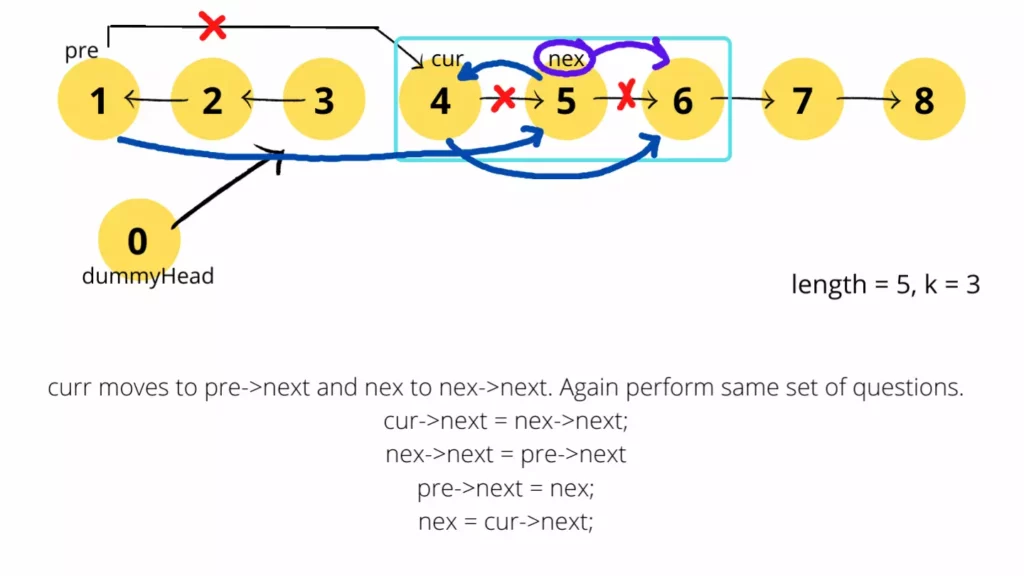 pre
cur
nex
1 2 3 4 5 6 7 8
0
dummyHead
length = 5, k = 3
curr moves to pre->next and nex to nex->next. Again perform same set of questions.
cur->next = nex->next;
nex->next = pre->next
pre->next = nex;
nex = cur->next;